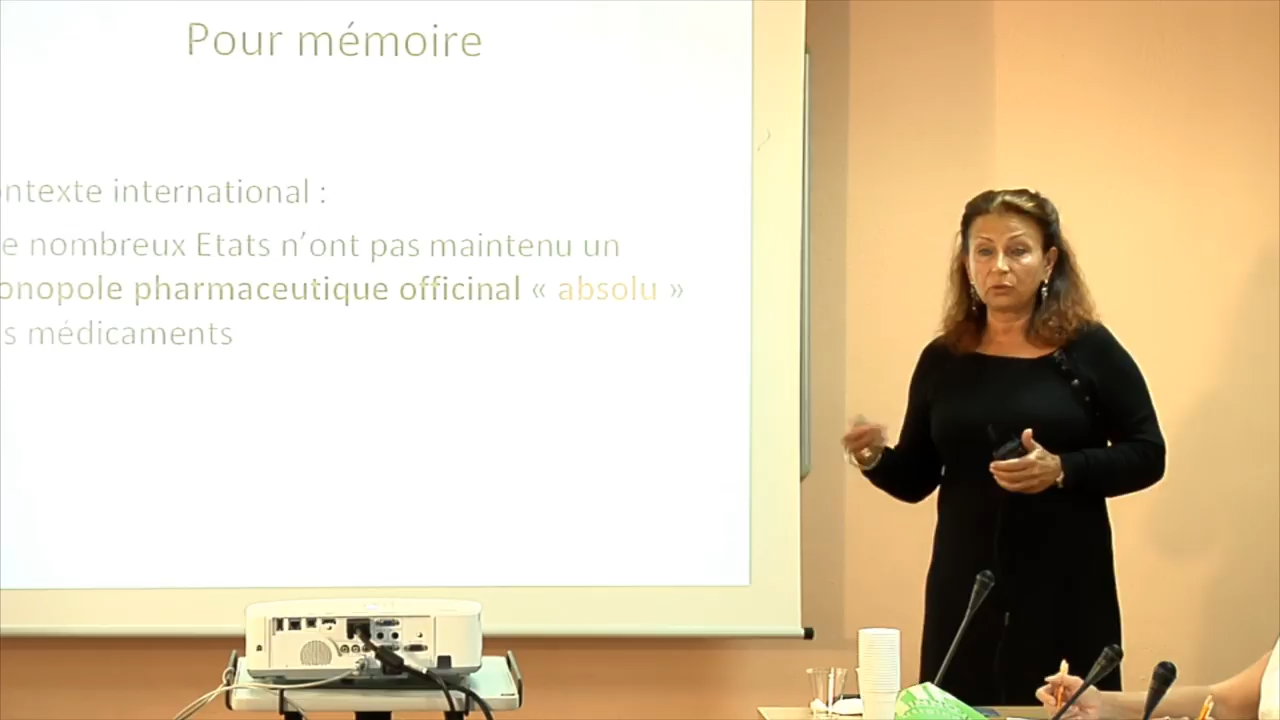 Pour mémoire
ntexte international :
e nombreux Etats n'ont pas maintenu un
onopole pharmaceutique officinal « absolu »
s médicaments